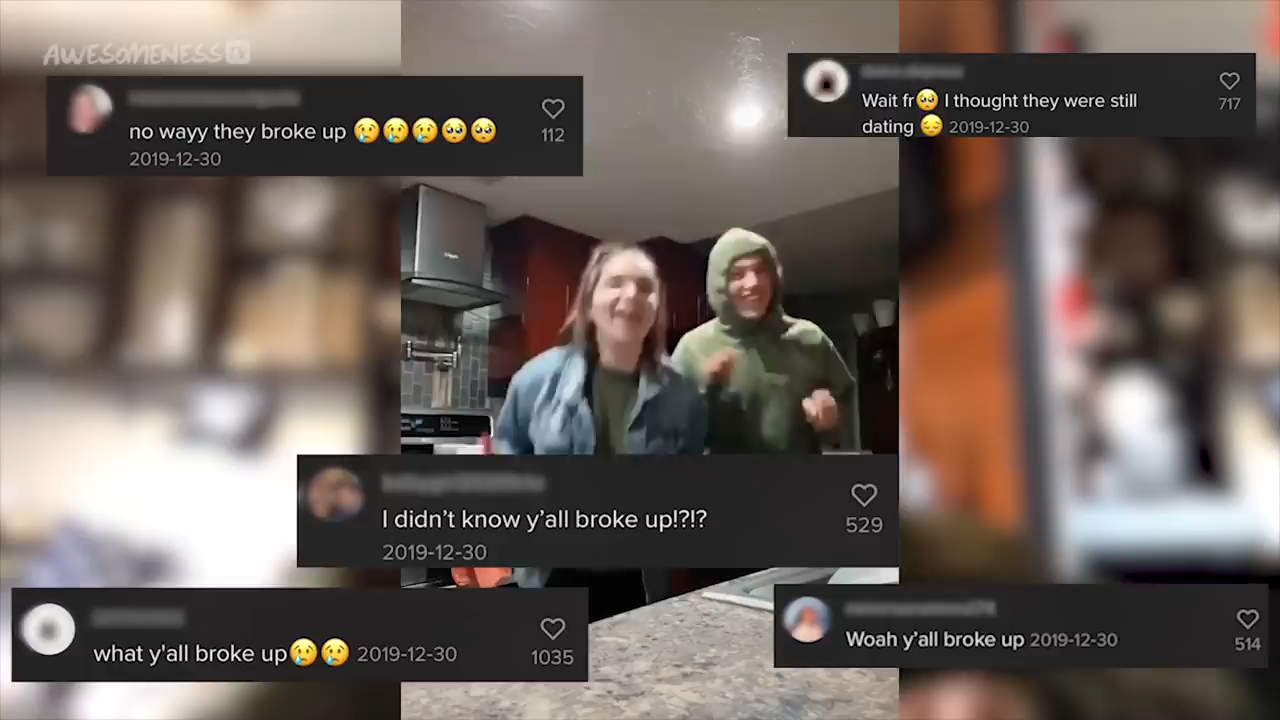 AWESOMENESS TV
no wayy they broke up 😢😢😢🥺🥺
2019-12-30
112
Wait fr🥺 I thought they were still
dating 😔 2019-12-30
717
I didn't know y'all broke up!?!?
2019-12-30
529
what y'all broke up😢😢 2019-12-30
1035
Woah y'all broke up 2019-12-30
514